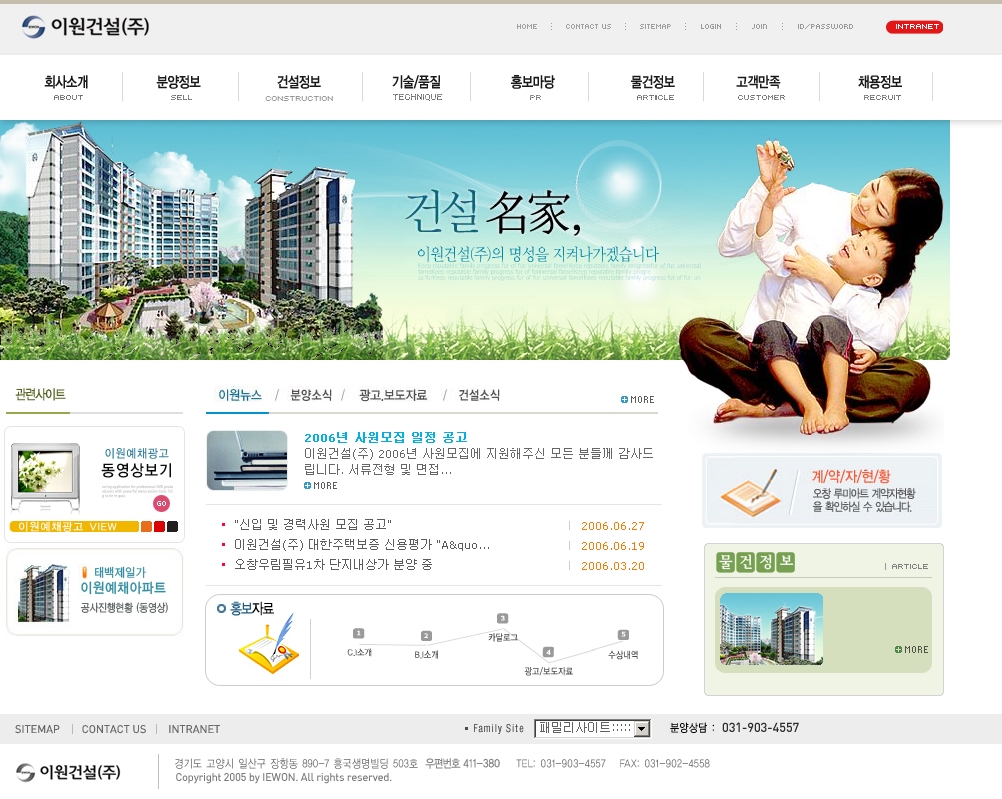 이원건설(주)
HOME
CONTACT US
SITEMAP
LOGIN
JOIN
ID/PASSWORD
INTRANET
회사소개
ABOUT
분양정보
SELL
건설정보
CONSTRUCTION
기술/품질
TECHNIQUE
홍보마당
PR
물건정보
ARTICLE
고객만족
CUSTOMER
채용정보
RECRUIT
건설 名家,
이원건설(주)의 명성을 지켜나가겠습니다
관련사이트
이원예채광고
동영상보기
GO
이원예채광고 VIEW
태백제일가
이원예채아파트
공사진행현황 (동영상)
이원뉴스 / 분양소식 / 광고,보도자료 / 건설소식
MORE
2006년 사원모집 일정 공고
이원건설(주) 2006년 사원모집에 지원해주신 모든 분들께 감사드
립니다. 서류전형 및 면접...
MORE
"신입 및 경력사원 모집 공고" 2006.06.27
이원건설(주) 대한주택보증 신용평가 "A&quo... 2006.06.19
오창우림필유1차 단지내상가 분양 중 2006.03.20
홍보자료
1
C.I소개
2
B.I소개
3
카달로그
4
광고/보도자료
5
수상내역
계/약/자/현/황
오창 루미아트 계약자현황
을 확인하실 수 있습니다.
물건정보
ARTICLE
MORE
SITEMAP | CONTACT US | INTRANET
Family Site
패밀리사이트:::::
분양상담 : 031-903-4557
이원건설(주)
경기도 고양시 일산구 장항동 890-7 흥국생명빌딩 503호 우편번호 411-380 TEL: 031-903-4557 FAX: 031-902-4558
Copyright 2005 by IEWON. All rights reserved.